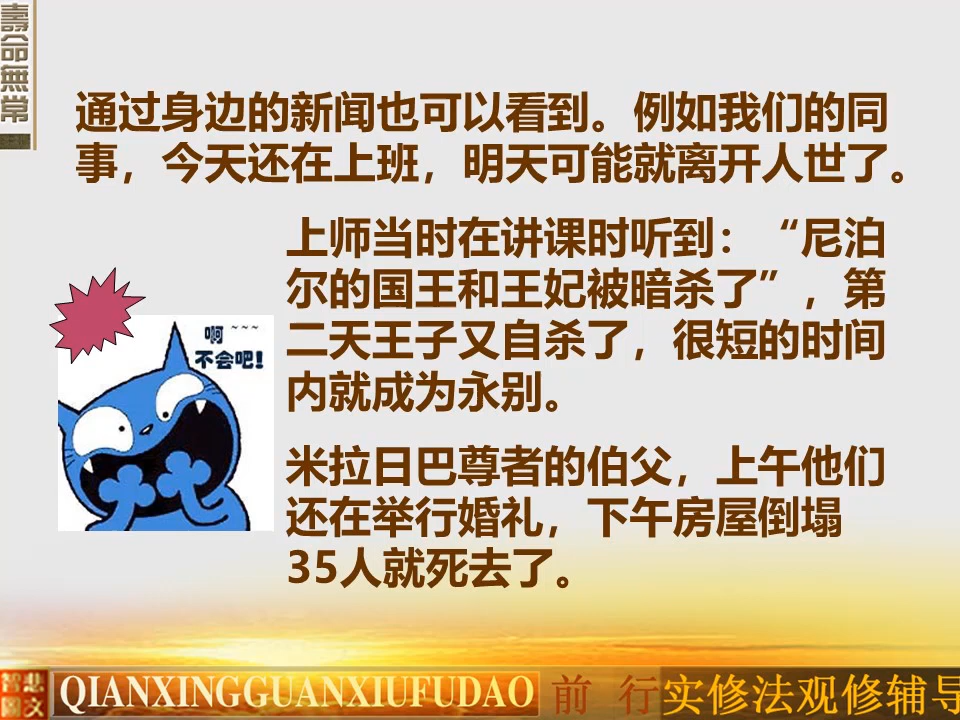 壽命無常
通过身边的新闻也可以看到。例如我们的同
事，今天还在上班，明天可能就离开人世了。
上师当时在讲课时听到：“尼泊
尔的国王和王妃被暗杀了”，第
二天王子又自杀了，很短的时间
内就成为永别。
啊~~~
不会吧！
米拉日巴尊者的伯父，上午他们
还在举行婚礼，下午房屋倒塌
35人就死去了。
智悲
图文
QIANXINGGUANXIUFUDAO 前 行实修法观修辅导